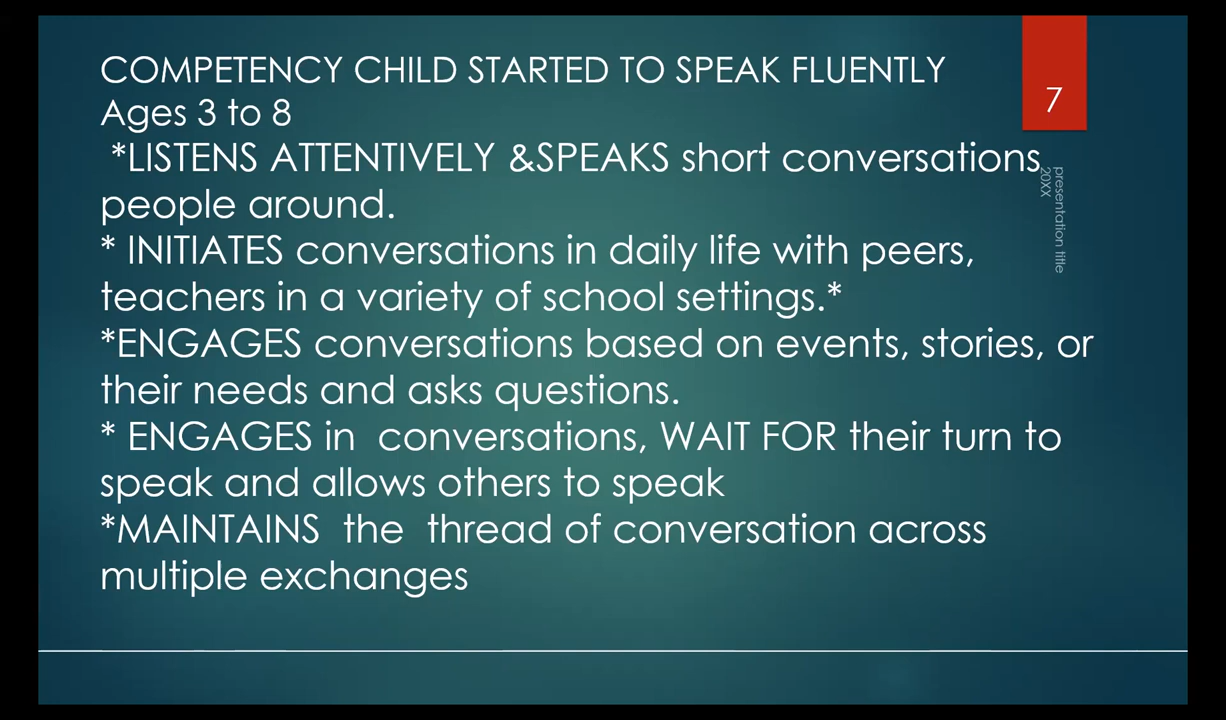 COMPETENCY CHILD STARTED TO SPEAK FLUENTLY
Ages 3 to 8
*LISTENS ATTENTIVELY &SPEAKS short conversations
people around.
* INITIATES conversations in daily life with peers,
teachers in a variety of school settings.*
*ENGAGES conversations based on events, stories, or
their needs and asks questions.
* ENGAGES in  conversations, WAIT FOR their turn to
speak and allows others to speak
*MAINTAINS  the  thread of conversation across
multiple exchanges
7
presentation title
20XX